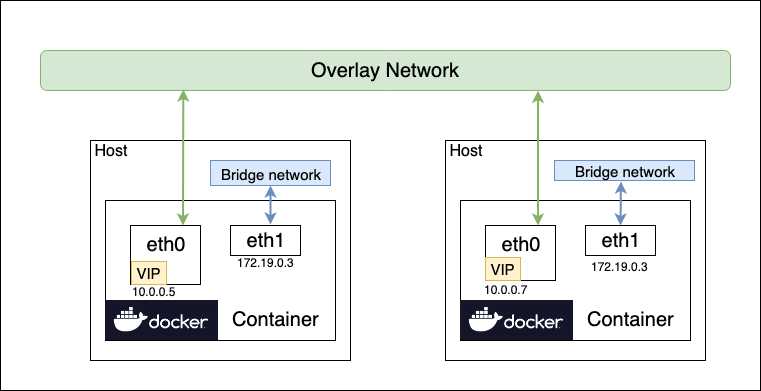 Overlay Network
Host
Bridge network
eth0
VIP
10.0.0.5
eth1
172.19.0.3
docker
Container
Host
Bridge network
eth0
VIP
10.0.0.7
eth1
172.19.0.3
docker
Container